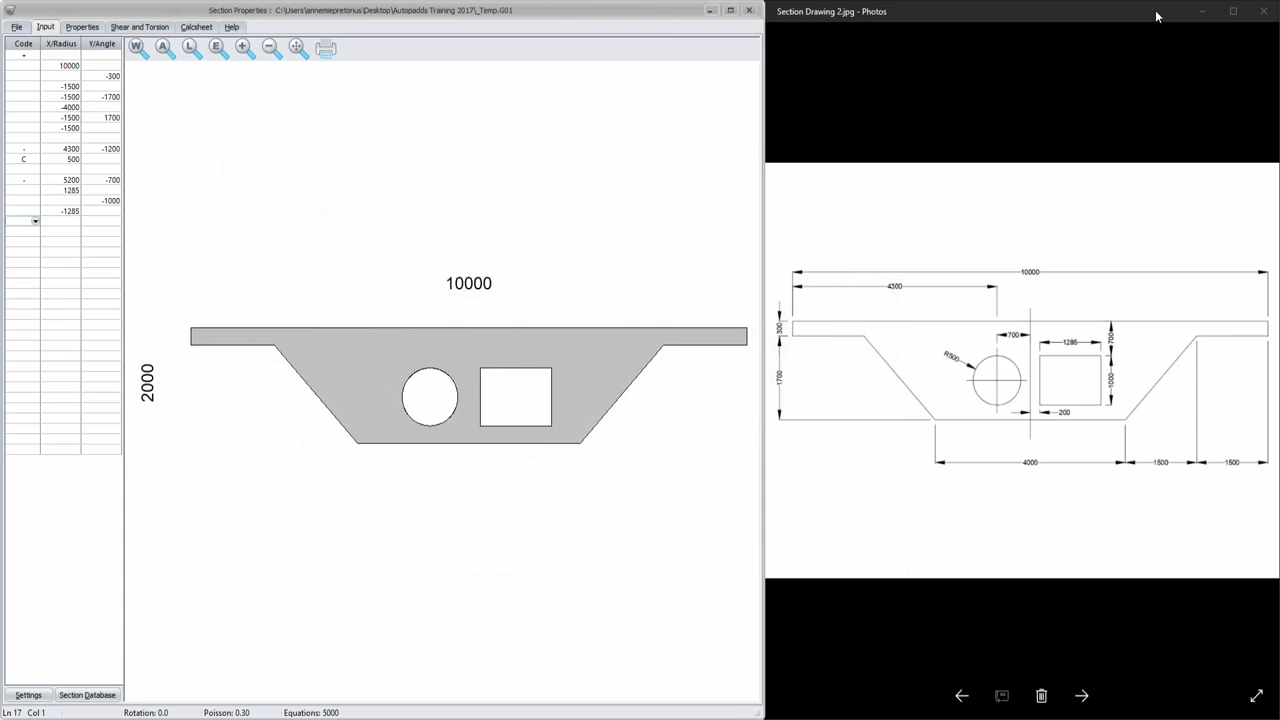 Section Properties : C:\Users\annemiepretorius\Desktop\Autopadds Training 2017\_Temp.G01
File Input Properties Shear and Torsion Calcsheet Help
Code X/Radius Y/Angle
+
10000
-300
-1500
-1500 -1700
-4000
-1500 1700
-1500
- 4300 -1200
C 500
- 5200 -700
1285
-1000
-1285
W A L E
10000
2000
Settings Section Database
Ln 17 Col 1 Rotation: 0.0 Poisson: 0.30 Equations: 5000
Section Drawing 2.jpg - Photos
10000
4300
300
700
700
1285
R500
1000
1700
200
4000 1500 1500